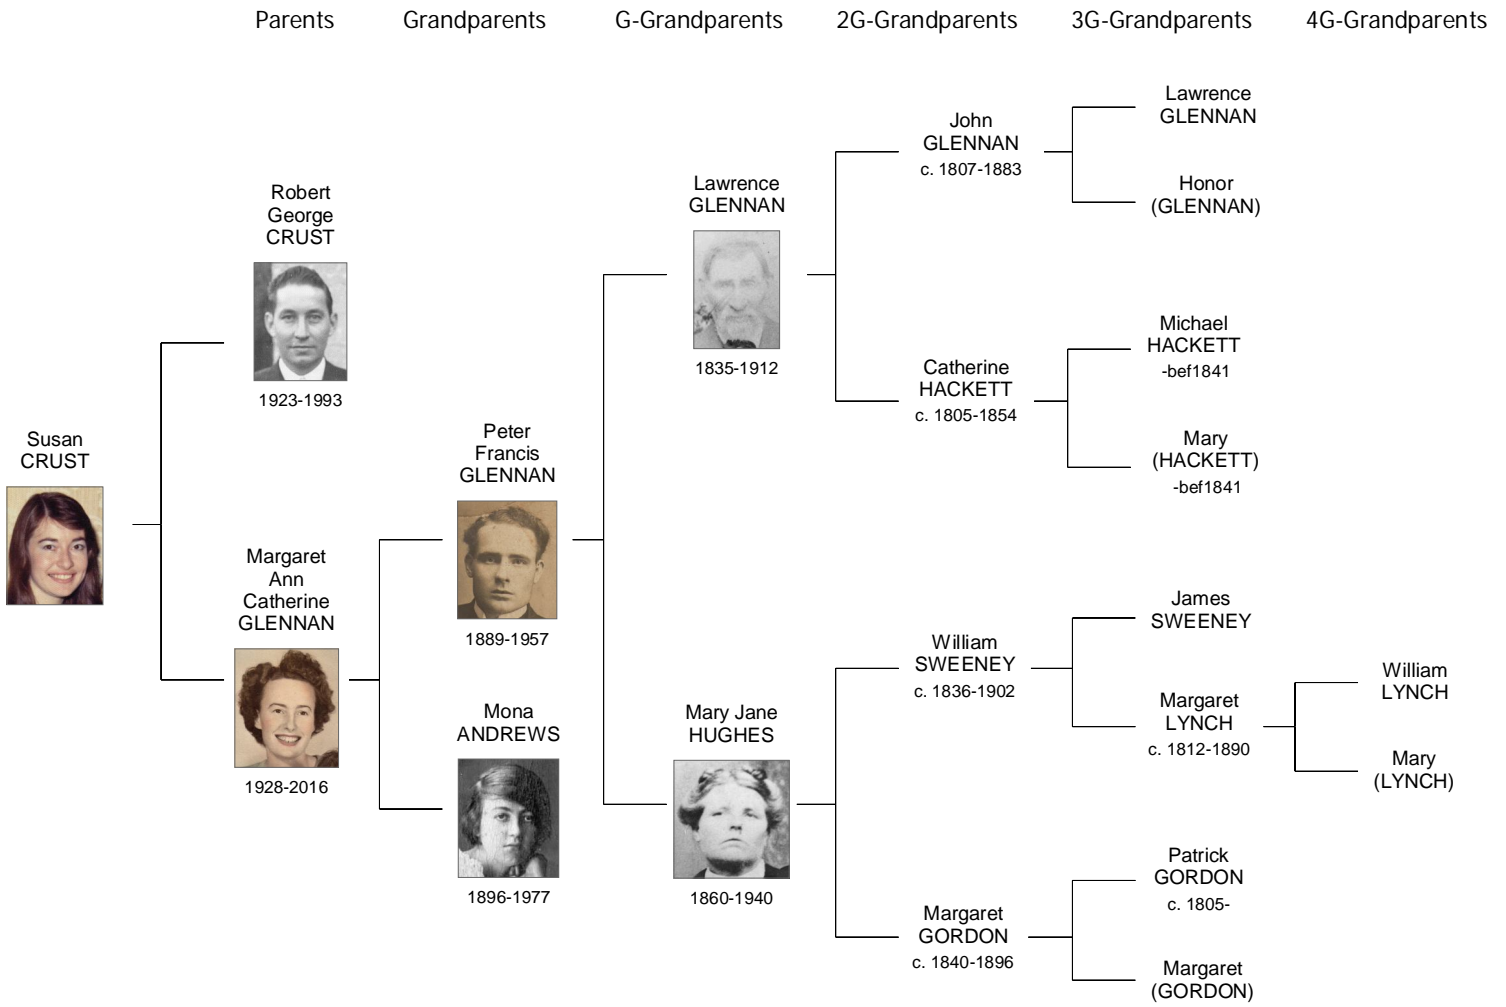 Parents
Grandparents
G-Grandparents
2G-Grandparents
3G-Grandparents
4G-Grandparents
Susan
CRUST
Robert
George
CRUST
1923-1993
Margaret
Ann
Catherine
GLENNAN
1928-2016
Peter
Francis
GLENNAN
1889-1957
Mona
ANDREWS
1896-1977
Lawrence
GLENNAN
1835-1912
Mary Jane
HUGHES
1860-1940
John
GLENNAN
c. 1807-1883
Catherine
HACKETT
c. 1805-1854
William
SWEENEY
c. 1836-1902
Margaret
GORDON
c. 1840-1896
Lawrence
GLENNAN
Honor
(GLENNAN)
Michael
HACKETT
-bef1841
Mary
(HACKETT)
-bef1841
James
SWEENEY
Margaret
LYNCH
c. 1812-1890
Patrick
GORDON
c. 1805-
Margaret
(GORDON)
William
LYNCH
Mary
(LYNCH)